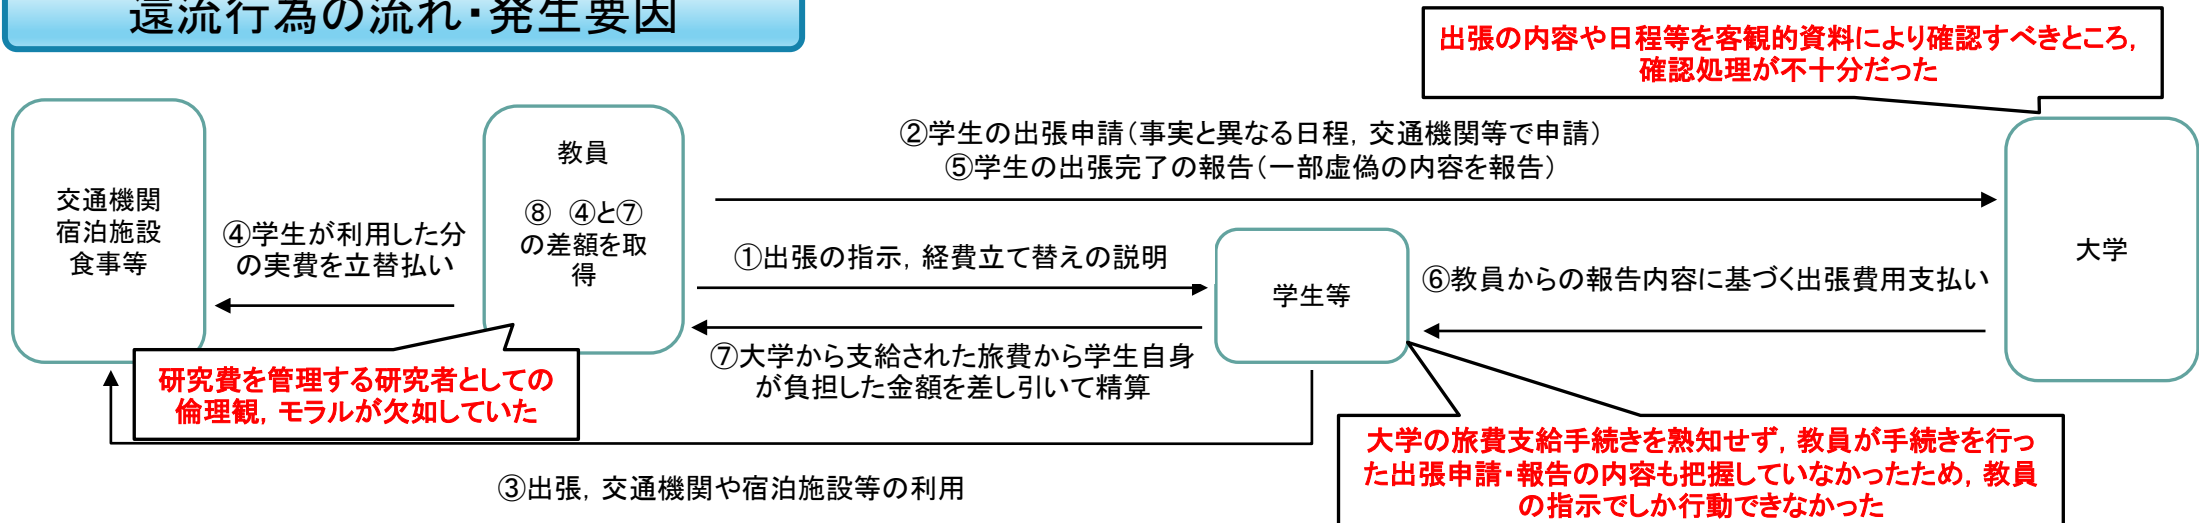 還流行為の流れ・発生要因
出張の内容や日程等を客観的資料により確認すべきところ，
確認処理が不十分だった
交通機関
宿泊施設
食事等
④学生が利用した分
の実費を立替払い
教員
⑧　④と⑦
の差額を取
得
②学生の出張申請（事実と異なる日程，交通機関等で申請）
⑤学生の出張完了の報告（一部虚偽の内容を報告）
①出張の指示，経費立て替えの説明
学生等
⑥教員からの報告内容に基づく出張費用支払い
大学
⑦大学から支給された旅費から学生自身
が負担した金額を差し引いて精算
研究費を管理する研究者としての
倫理観，モラルが欠如していた
③出張，交通機関や宿泊施設等の利用
大学の旅費支給手続きを熟知せず，教員が手続きを行っ
た出張申請・報告の内容も把握していなかったため，教員
の指示でしか行動できなかった